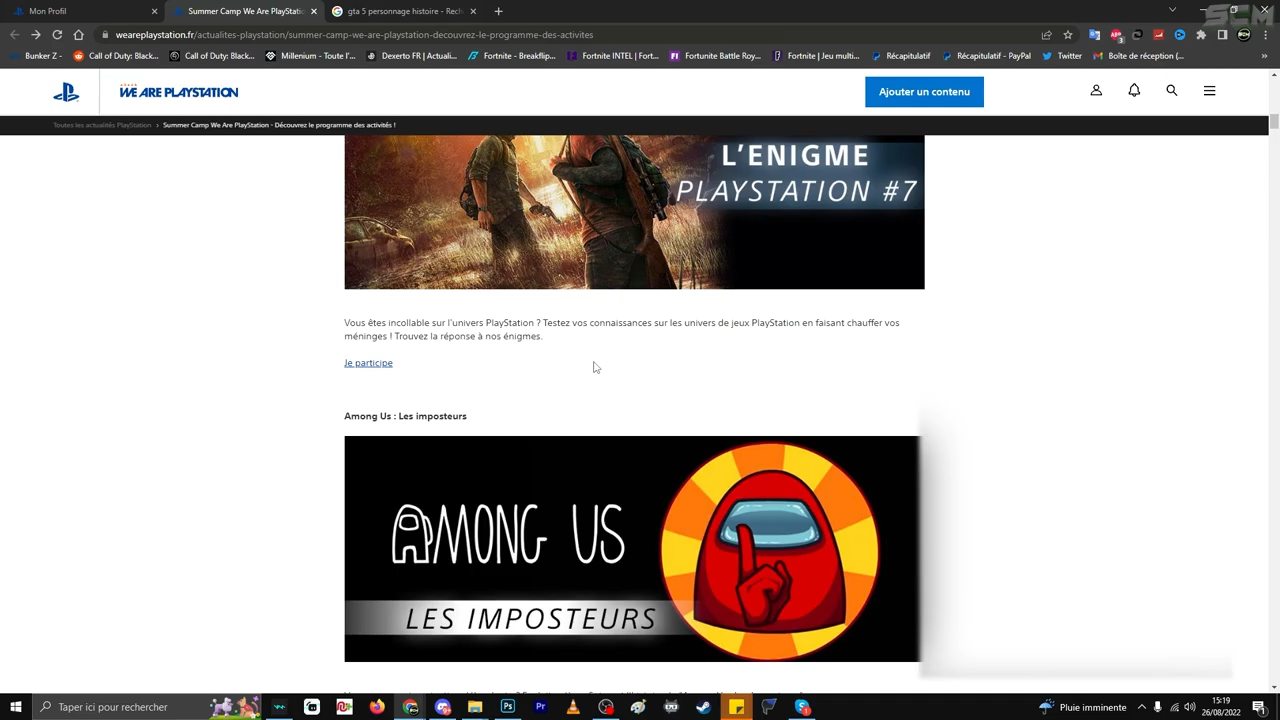 Mon Profil
Summer Camp We Are PlayStatio
gta 5 personnages histoire - Rech
weareplaystation.fr/actualites-playstation/summer-camp-we-are-playstation-decouvrez-le-programme-des-activites
Bunker Z -
Call of Duty: Black...
Call of Duty: Black...
Millenium - Toute l'...
Dexerto FR | Actuali...
Fortnite - Breakflip...
Fortnite INTEL | Fort...
Fortunite Battle Roy...
Fortnite | Jeu multi...
Récapitulatif
Récapitulatif - PayPal
Twitter
Boîte de réception (...
WE ARE PLAYSTATION
Ajouter un contenu
Toutes les actualités PlayStation › Summer Camp We Are PlayStation - Découvrez le programme des activités !
L'ENIGME
PLAYSTATION #7
Vous êtes incollable sur l'univers PlayStation ? Testez vos connaissances sur les univers de jeux PlayStation en faisant chauffer vos
méninges ! Trouvez la réponse à nos énigmes.
Je participe
Among Us : Les imposteurs
AMONG US
LES IMPOSTEURS
Taper ici pour rechercher
Pluie imminente
15:19
26/08/2022